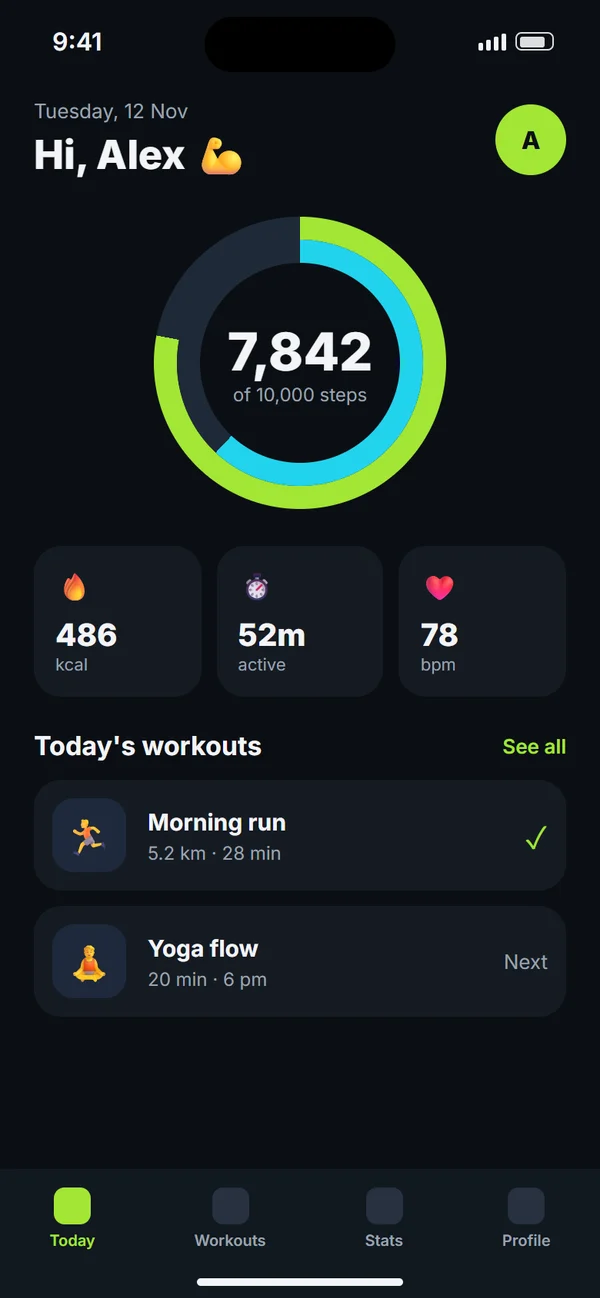 9:41
Tuesday, 12 Nov
Hi, Alex 💪
A
7,842
of 10,000 steps
486
kcal
52m
active
78
bpm
Today's workouts
See all
Morning run
5.2 km · 28 min
✓
Yoga flow
20 min · 6 pm
Next
Today
Workouts
Stats
Profile